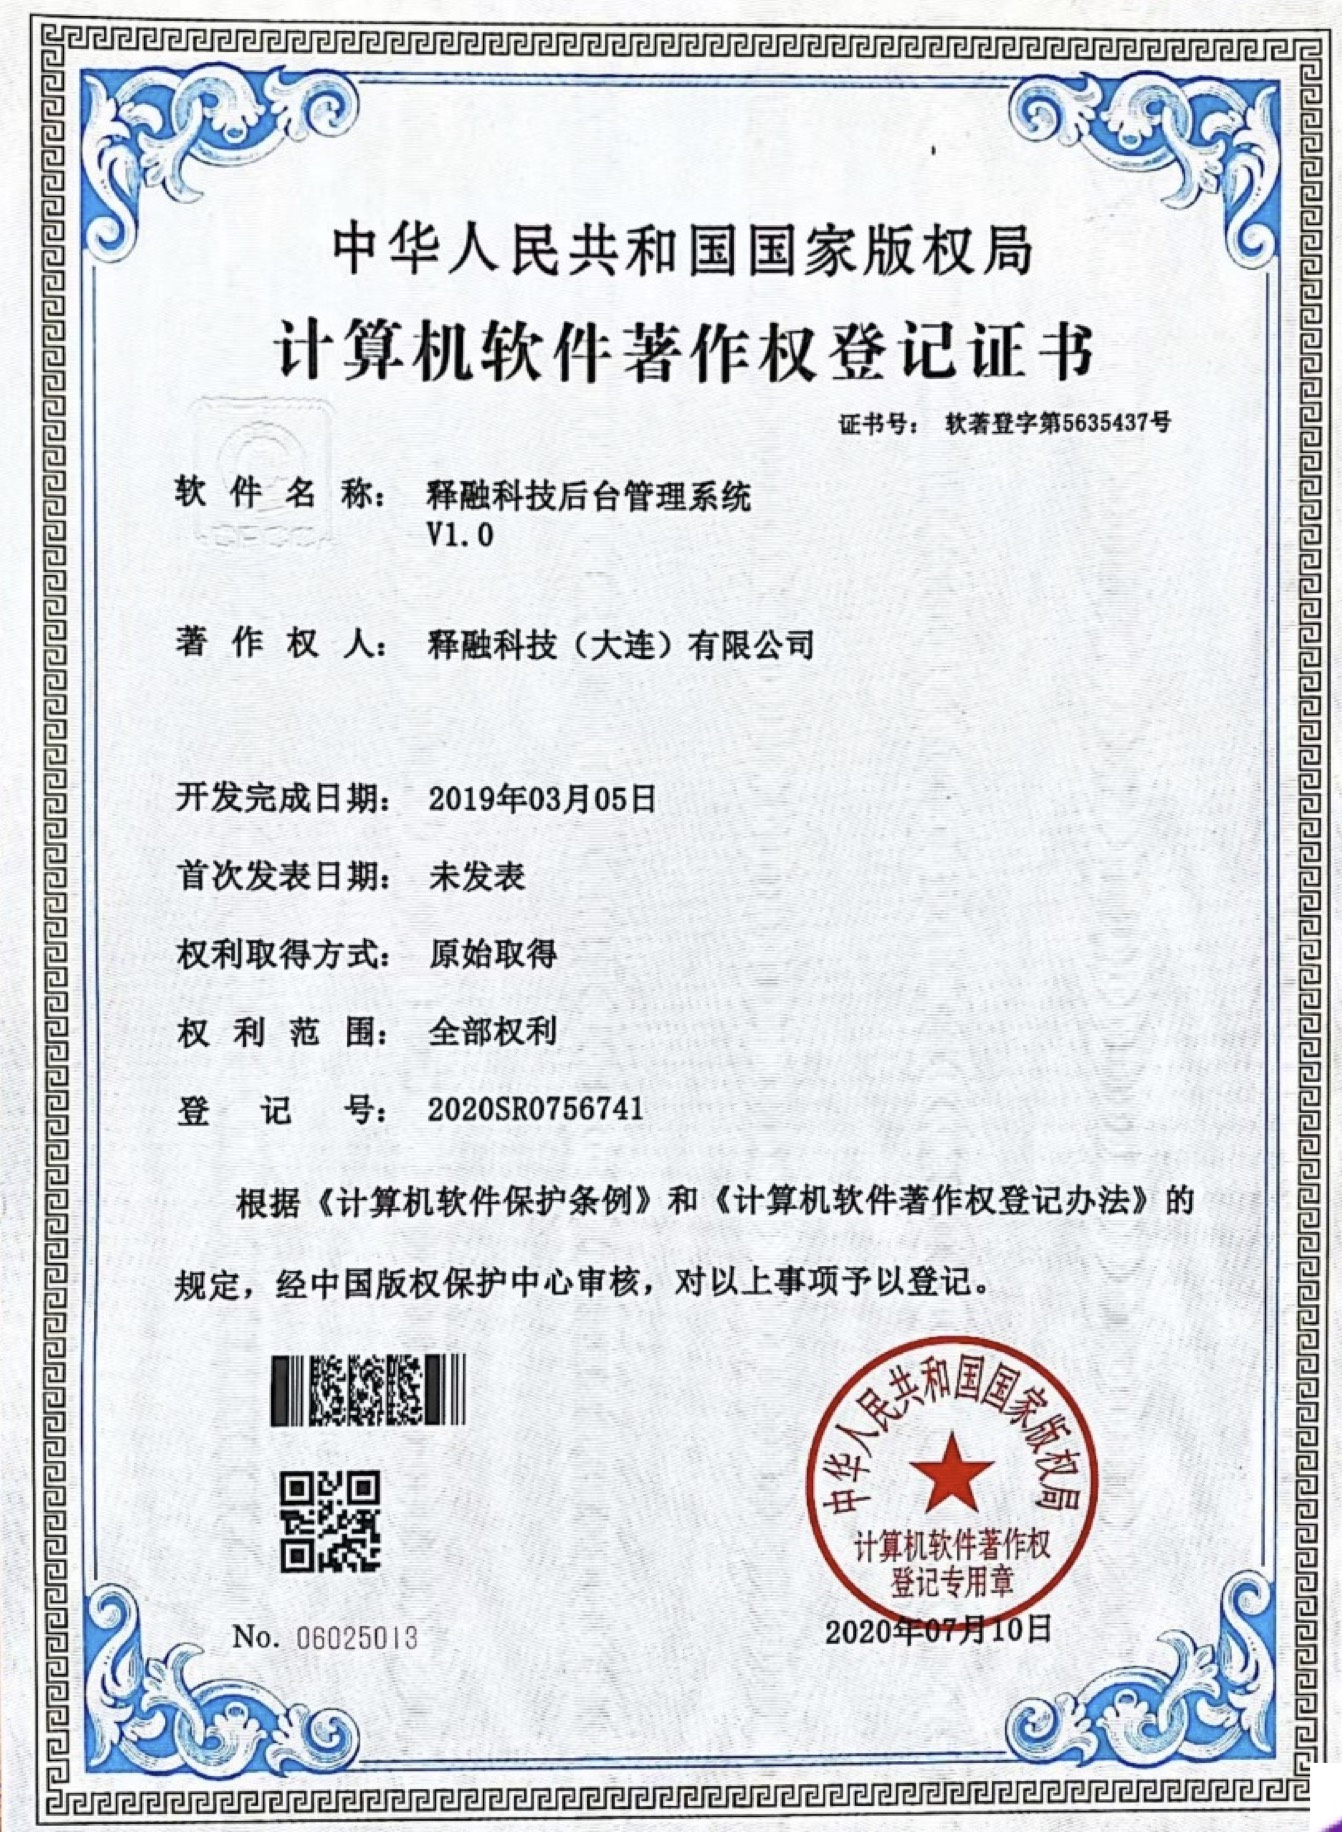 中华人民共和国国家版权局
计算机软件著作权登记证书
证书号： 软著登字第5635437号
软件名称： 释融科技后台管理系统
V1.0
著作权人： 释融科技（大连）有限公司
开发完成日期： 2019年03月05日
首次发表日期： 未发表
权利取得方式： 原始取得
权利范围： 全部权利
登记号： 2020SR0756741
根据《计算机软件保护条例》和《计算机软件著作权登记办法》的
规定，经中国版权保护中心审核，对以上事项予以登记。
中华人民共和国国家版权局
计算机软件著作权
登记专用章
No. 06025013
2020年07月10日